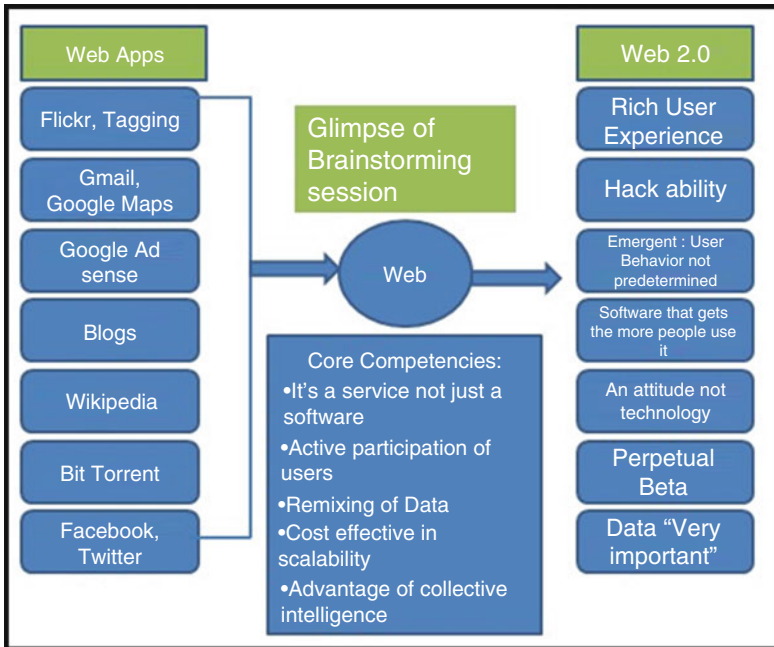 Web Apps
Flickr, Tagging
Gmail,
Google Maps
Google Ad
sense
Blogs
Wikipedia
Bit Torrent
Facebook,
Twitter
Glimpse of
Brainstorming
session
Web
Core Competencies:
•It's a service not just a
software
•Active participation of
users
•Remixing of Data
•Cost effective in
scalability
•Advantage of collective
intelligence
Web 2.0
Rich User
Experience
Hack ability
Emergent : User
Behavior not
predetermined
Software that gets
the more people use
it
An attitude not
technology
Perpetual
Beta
Data “Very
important”